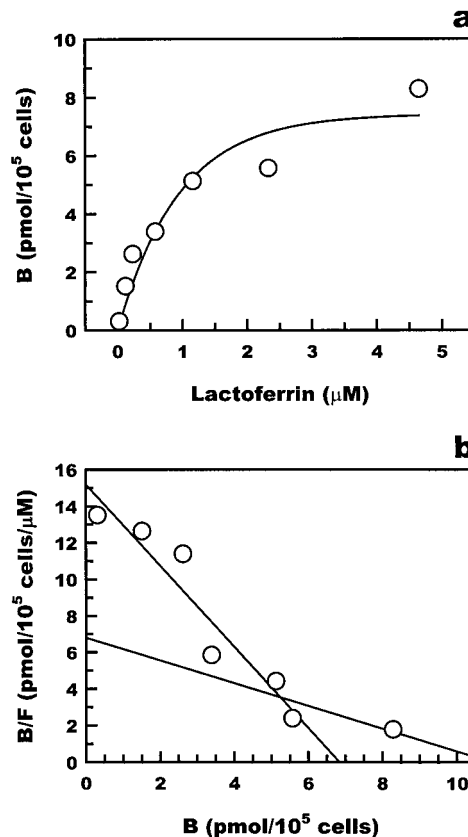 a
10
8
6
4
2
0
B (pmol/10⁵ cells)
0 1 2 3 4 5
Lactoferrin (μM)
b
16
14
12
10
8
6
4
2
0
B/F (pmol/10⁵ cells/μM)
0 2 4 6 8 10
B (pmol/10⁵ cells)